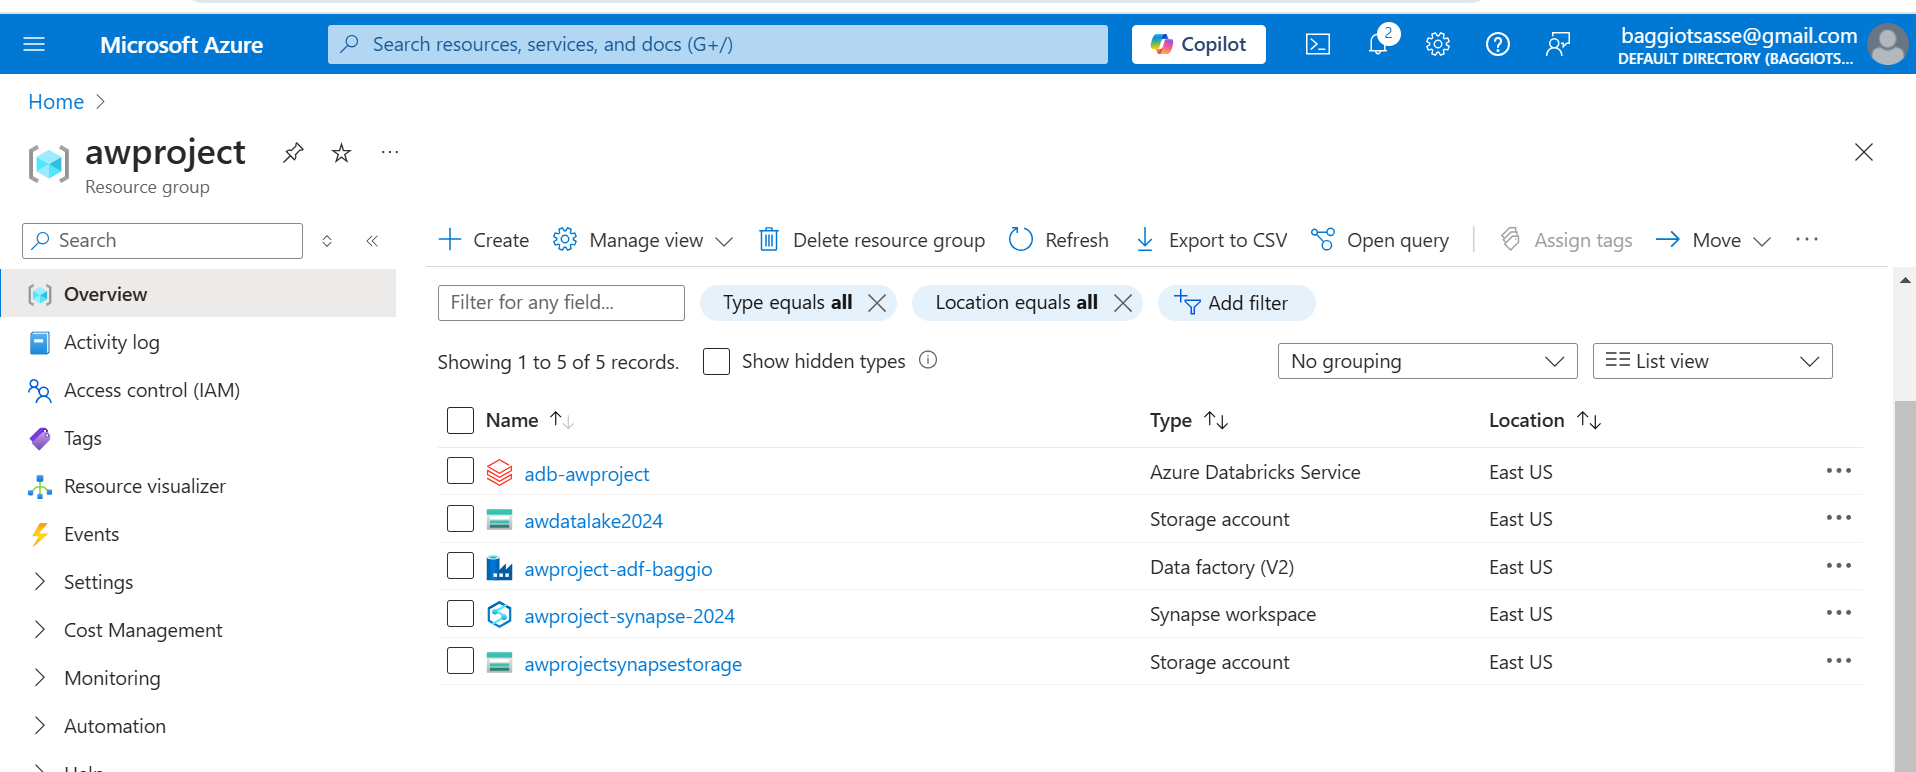 Microsoft Azure
Search resources, services, and docs (G+/)
Copilot
2
baggiotsasse@gmail.com
DEFAULT DIRECTORY (BAGGIOTS...
Home
awproject
Resource group
Search
Create
Manage view
Delete resource group
Refresh
Export to CSV
Open query
Assign tags
Move
Overview
Activity log
Access control (IAM)
Tags
Resource visualizer
Events
Settings
Cost Management
Monitoring
Automation
Help
Filter for any field...
Type equals all
Location equals all
Add filter
Showing 1 to 5 of 5 records.
Show hidden types
No grouping
List view
Name Type Location
adb-awproject Azure Databricks Service East US
awdatalake2024 Storage account East US
awproject-adf-baggio Data factory (V2) East US
awproject-synapse-2024 Synapse workspace East US
awprojectsynapsestorage Storage account East US